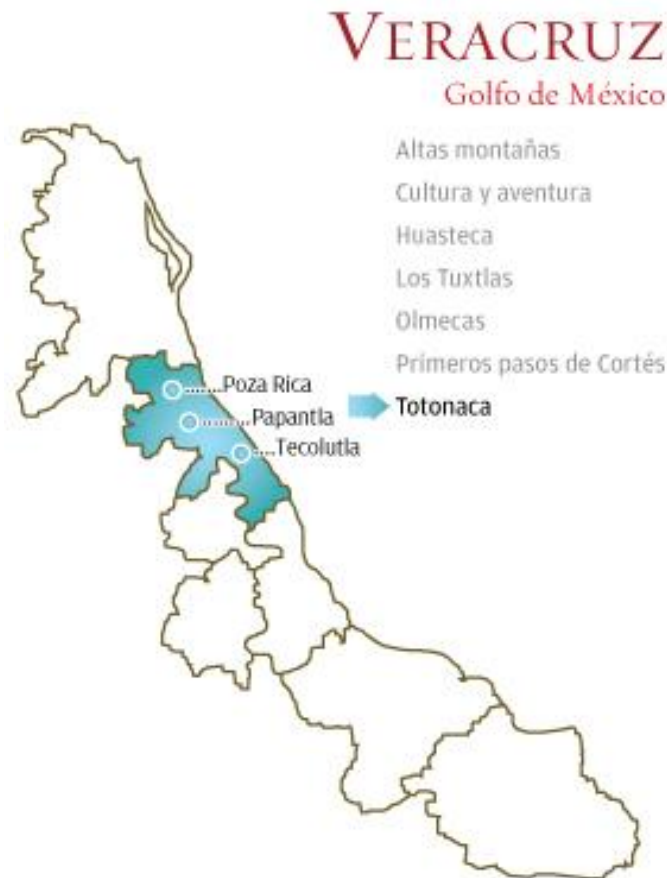 VERACRUZ
Golfo de México
Altas montañas
Cultura y aventura
Huasteca
Los Tuxtlas
Olmecas
Primeros pasos de Cortés
Totonaca
Poza Rica
Papantla
Tecolutla